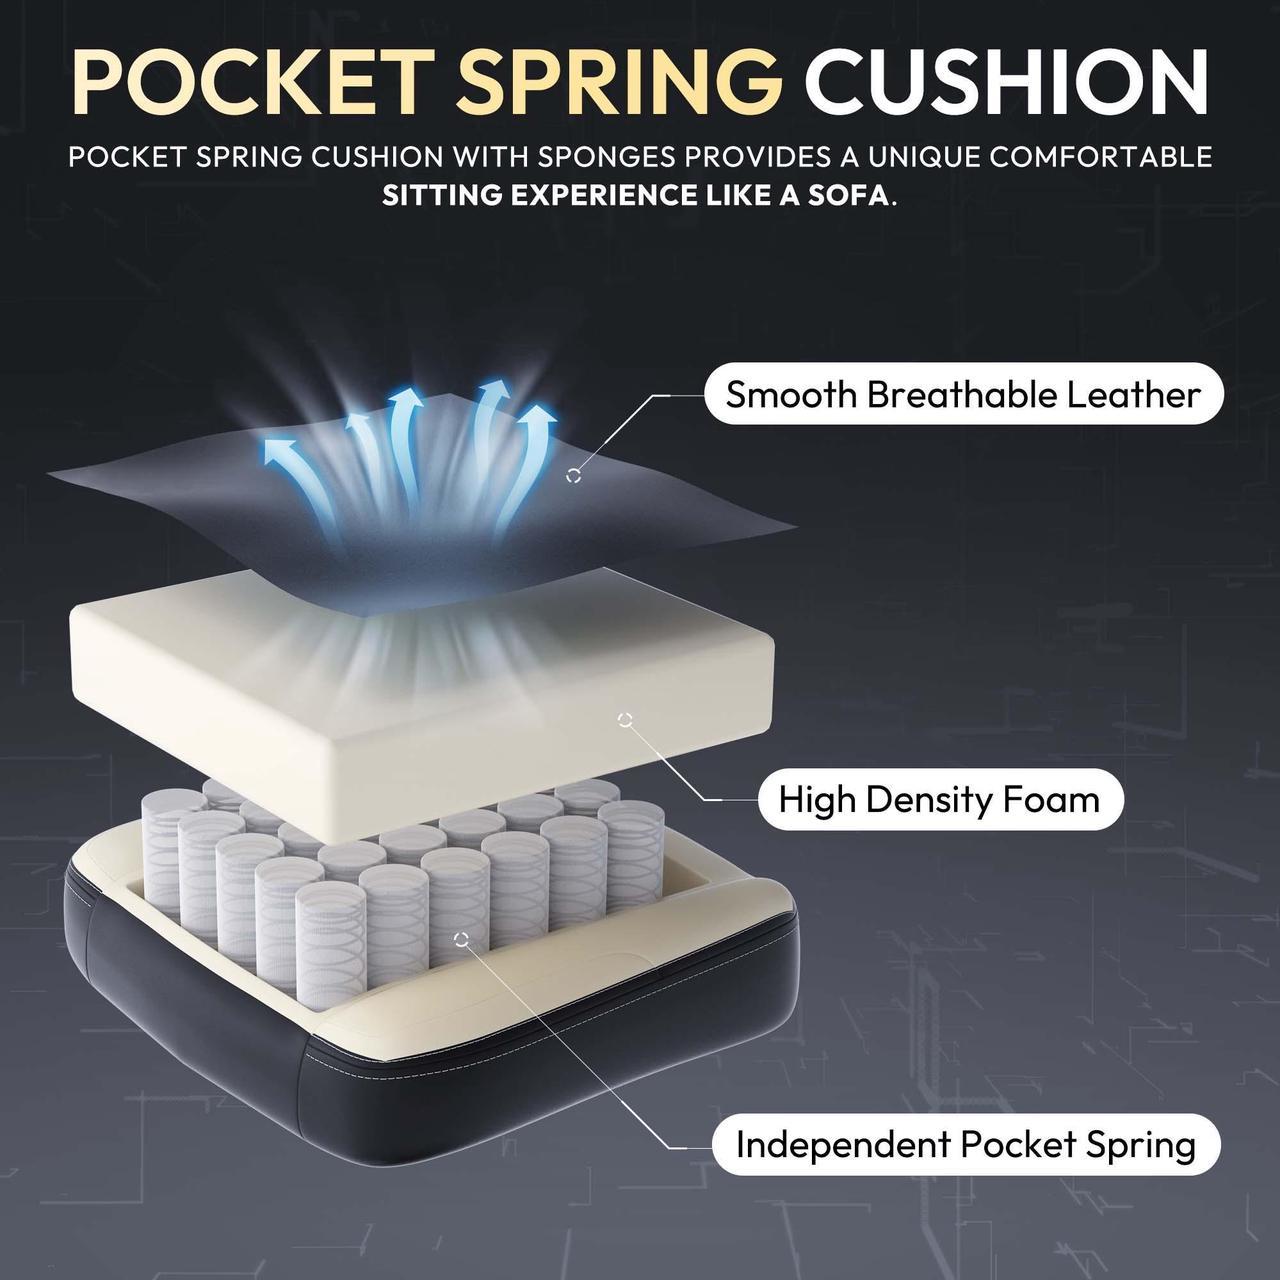 POCKET SPRING CUSHION
POCKET SPRING CUSHION WITH SPONGES PROVIDES A UNIQUE COMFORTABLE
SITTING EXPERIENCE LIKE A SOFA.
Smooth Breathable Leather
High Density Foam
Independent Pocket Spring